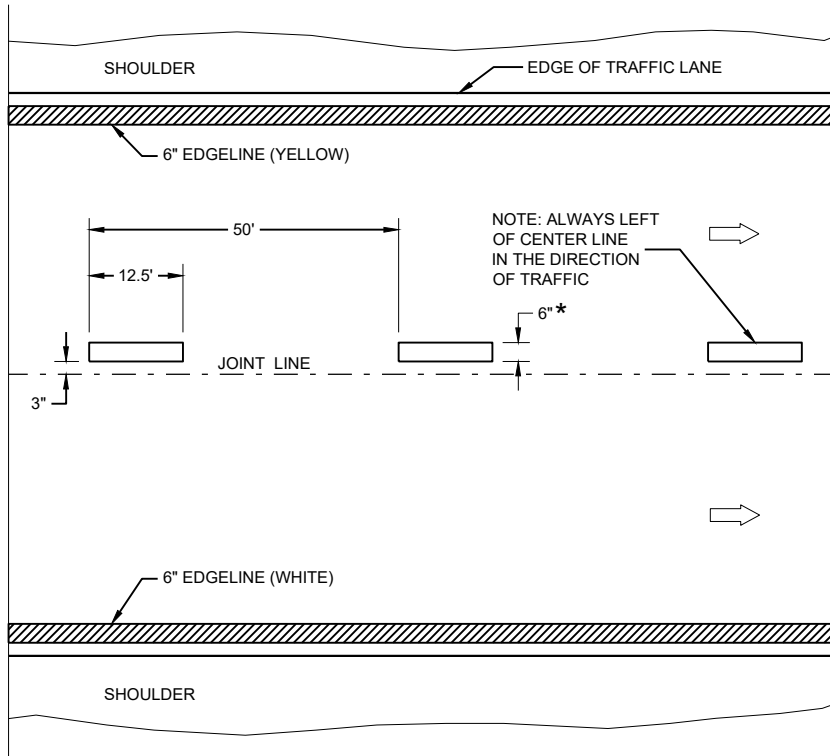 SHOULDER
EDGE OF TRAFFIC LANE
6" EDGELINE (YELLOW)
50'
NOTE: ALWAYS LEFT
OF CENTER LINE
IN THE DIRECTION
OF TRAFFIC
12.5'
6"*
JOINT LINE
3"
6" EDGELINE (WHITE)
SHOULDER